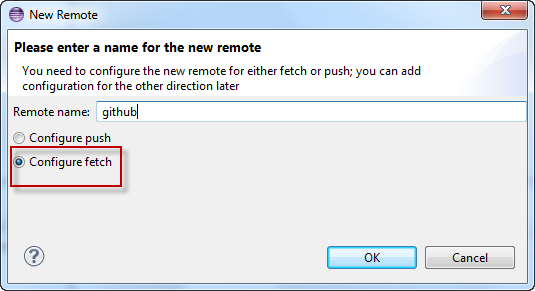 New Remote
Please enter a name for the new remote
You need to configure the new remote for either fetch or push; you can add
configuration for the other direction later
Remote name: github
Configure push
Configure fetch
OK Cancel